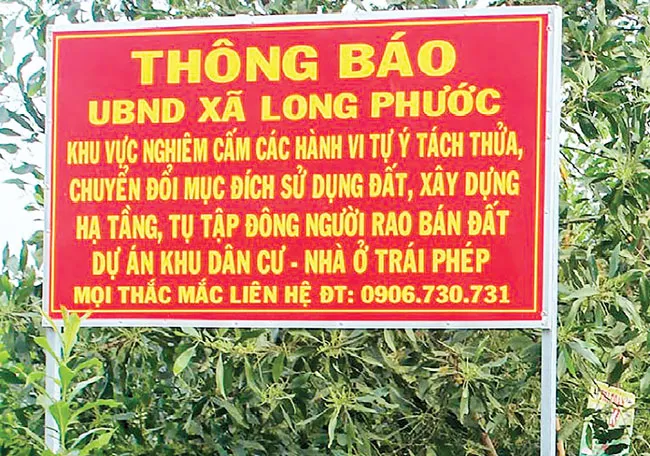 THÔNG BÁO
UBND XÃ LONG PHƯỚC
KHU VỰC NGHIÊM CẤM CÁC HÀNH VI TỰ Ý TÁCH THỬA,
CHUYỂN ĐỔI MỤC ĐÍCH SỬ DỤNG ĐẤT, XÂY DỰNG
HẠ TẦNG, TỤ TẬP ĐÔNG NGƯỜI RAO BÁN ĐẤT
DỰ ÁN KHU DÂN CƯ - NHÀ Ở TRÁI PHÉP
MỌI THẮC MẮC LIÊN HỆ ĐT: 0906.730.731